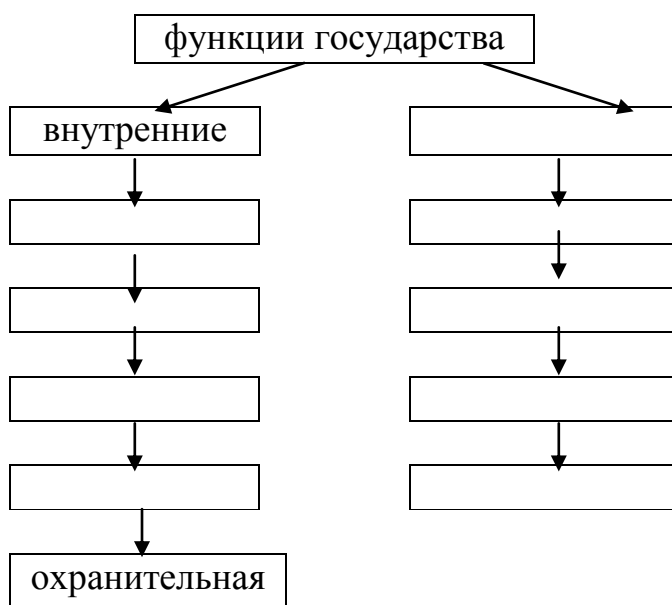 функции государства
внутренние
охранительная